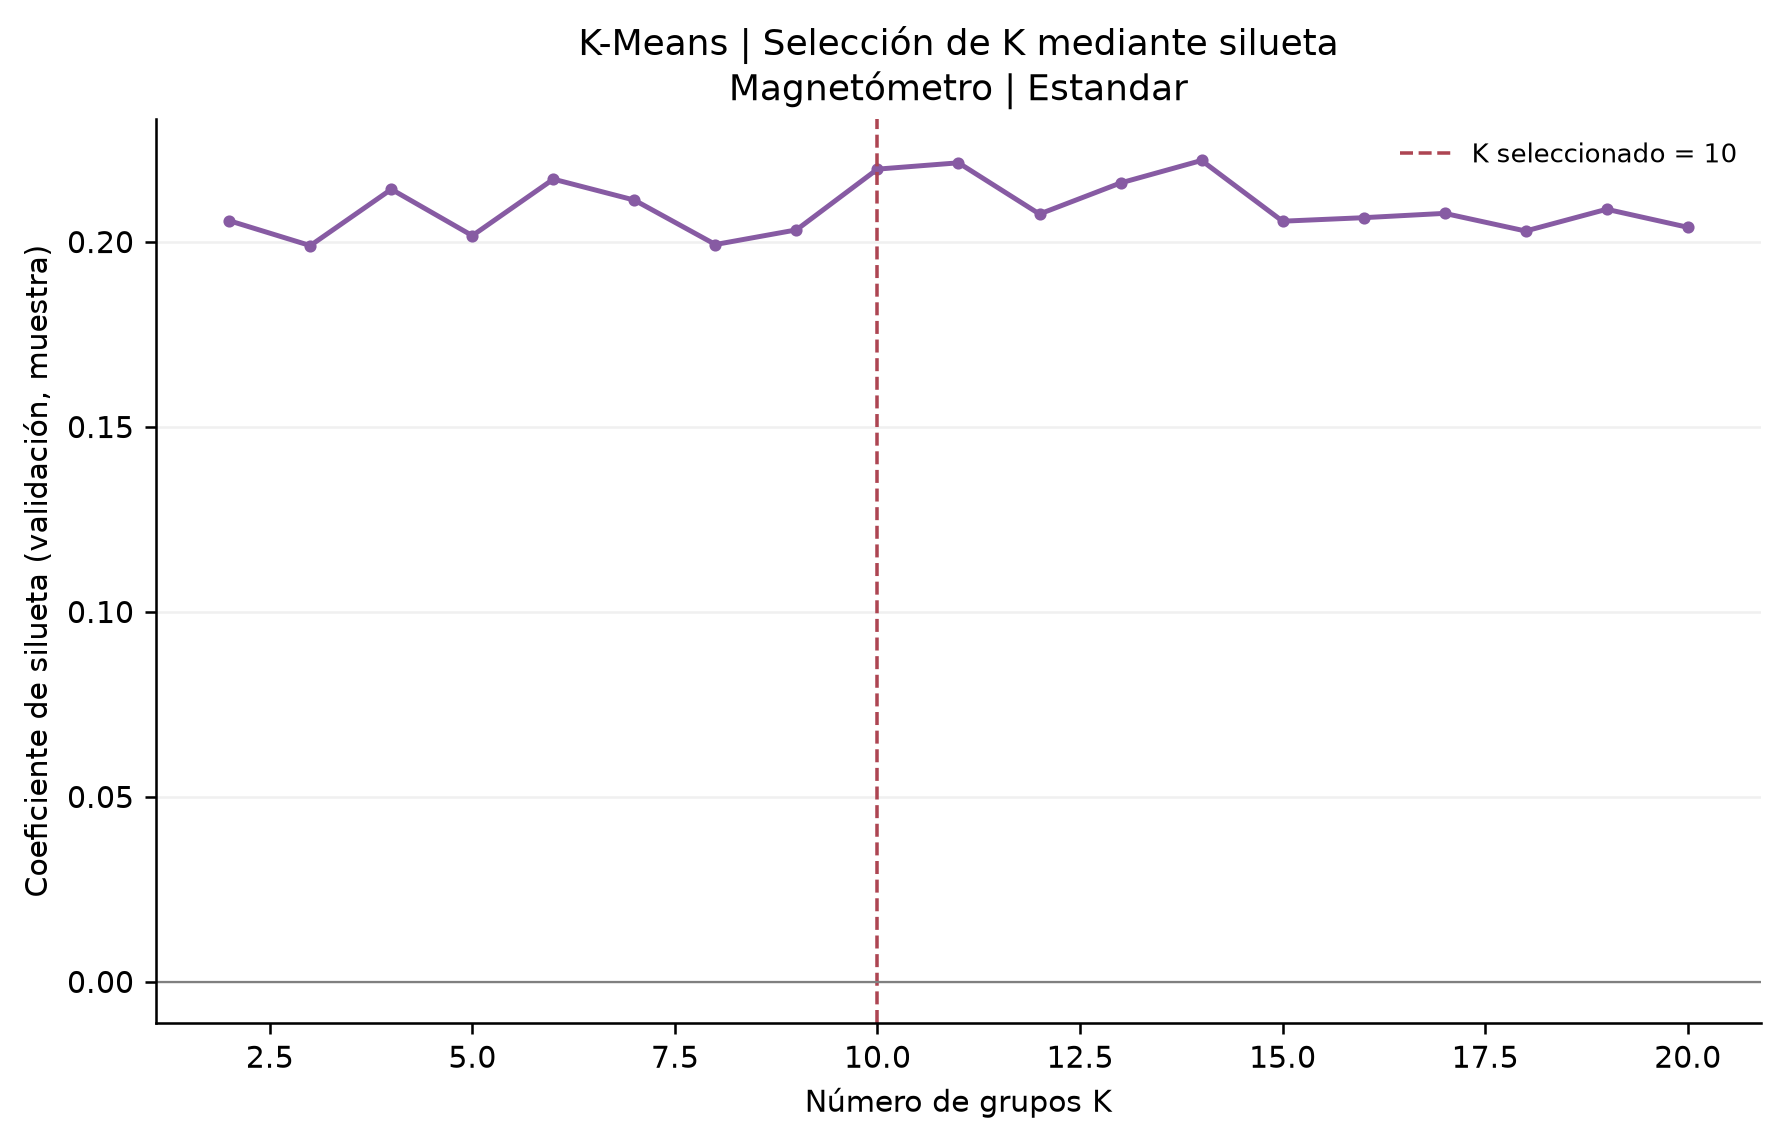 K-Means | Selección de K mediante silueta
Magnetómetro | Estandar
K seleccionado = 10
Coeficiente de silueta (validación, muestra)
0.20
0.15
0.10
0.05
0.00
2.5 5.0 7.5 10.0 12.5 15.0 17.5 20.0
Número de grupos K